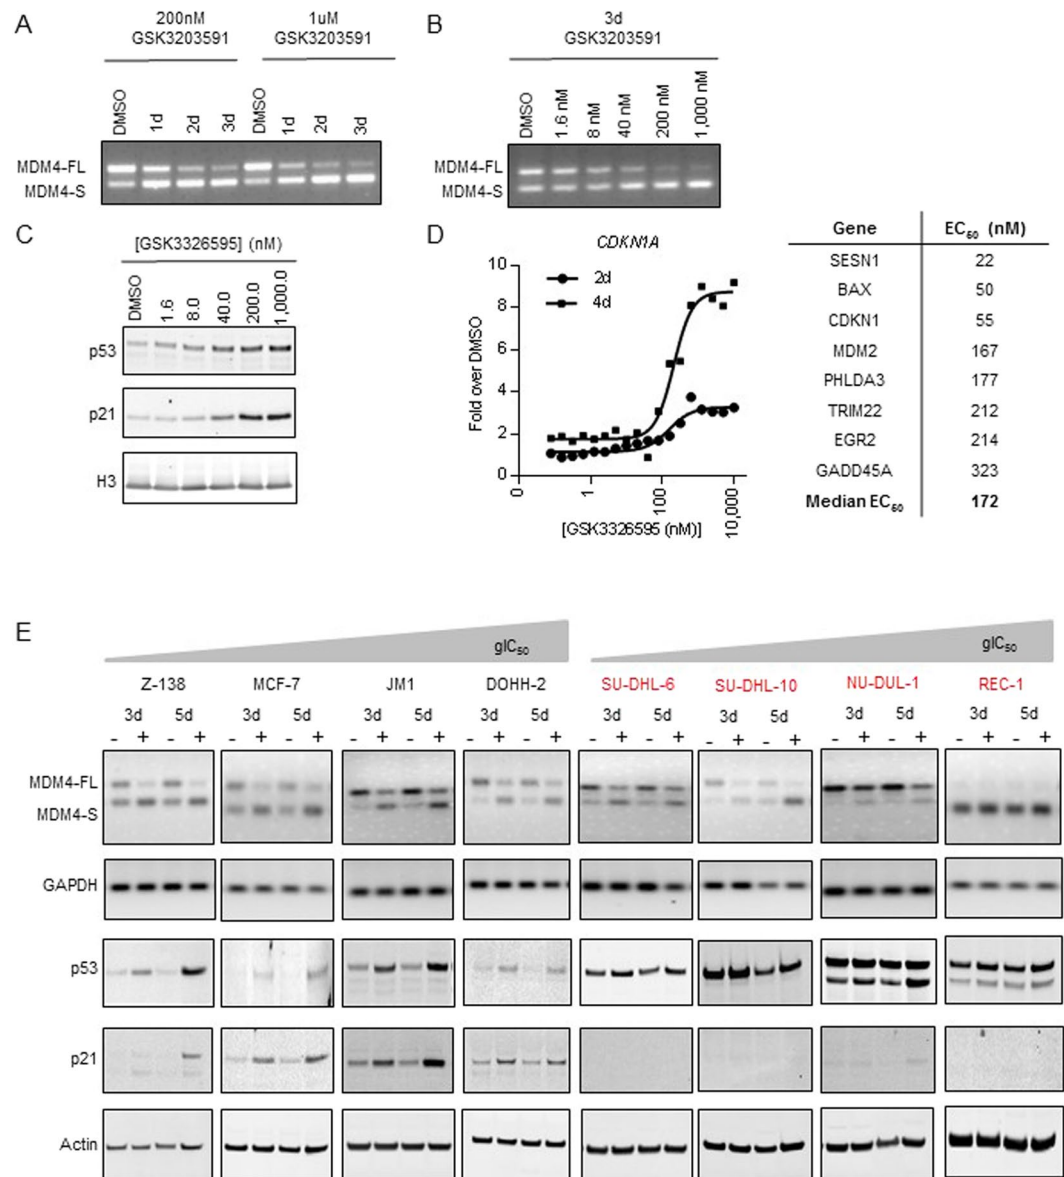 A
200nM
GSK3203591
1uM
GSK3203591
DMSO
1d
2d
3d
DMSO
1d
2d
3d
MDM4-FL
MDM4-S
B
3d
GSK3203591
DMSO
1.6 nM
8 nM
40 nM
200 nM
1,000 nM
MDM4-FL
MDM4-S
C
[GSK3326595] (nM)
DMSO
1.6
8.0
40.0
200.0
1,000.0
p53
p21
H3
D
CDKN1A
2d
4d
Fold over DMSO
10
8
6
4
2
0
0
1
100
10,000
[GSK3326595 (nM)]
Gene EC50 (nM)
SESN1 22
BAX 50
CDKN1 55
MDM2 167
PHLDA3 177
TRIM22 212
EGR2 214
GADD45A 323
Median EC50 172
E
gIC50 gIC50
Z-138 MCF-7 JM1 DOHH-2 SU-DHL-6 SU-DHL-10 NU-DUL-1 REC-1
3d 5d 3d 5d 3d 5d 3d 5d 3d 5d 3d 5d 3d 5d 3d 5d
- + - + - + - + - + - + - + - + - + - + - + - + - + - + - + - +
MDM4-FL
MDM4-S
GAPDH
p53
p21
Actin